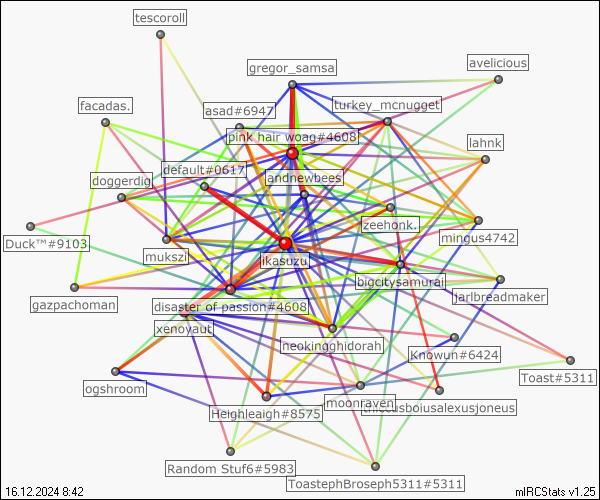 tescoroll
avelicious
gregor_samsa
facadas.
asad#6947
turkey_mcnugget
pink hair woag#4608
lahnk
default#0617
andnewbees
doggerdig
zeehonk.
Duck™#9103
mukszi
mingus4742
ikasuzu
bigcitysamurai
gazpachoman
jarlbreadmaker
disaster of passion#4608
xenoyaut
neokingghidorah
Knowun#6424
ogshroom
Toast#5311
moonraven
Heighleaigh#8575
Random Stuf6#5983
ToastephBroseph5311#5311
16.12.2024 8:42
mIRCStats v1.25